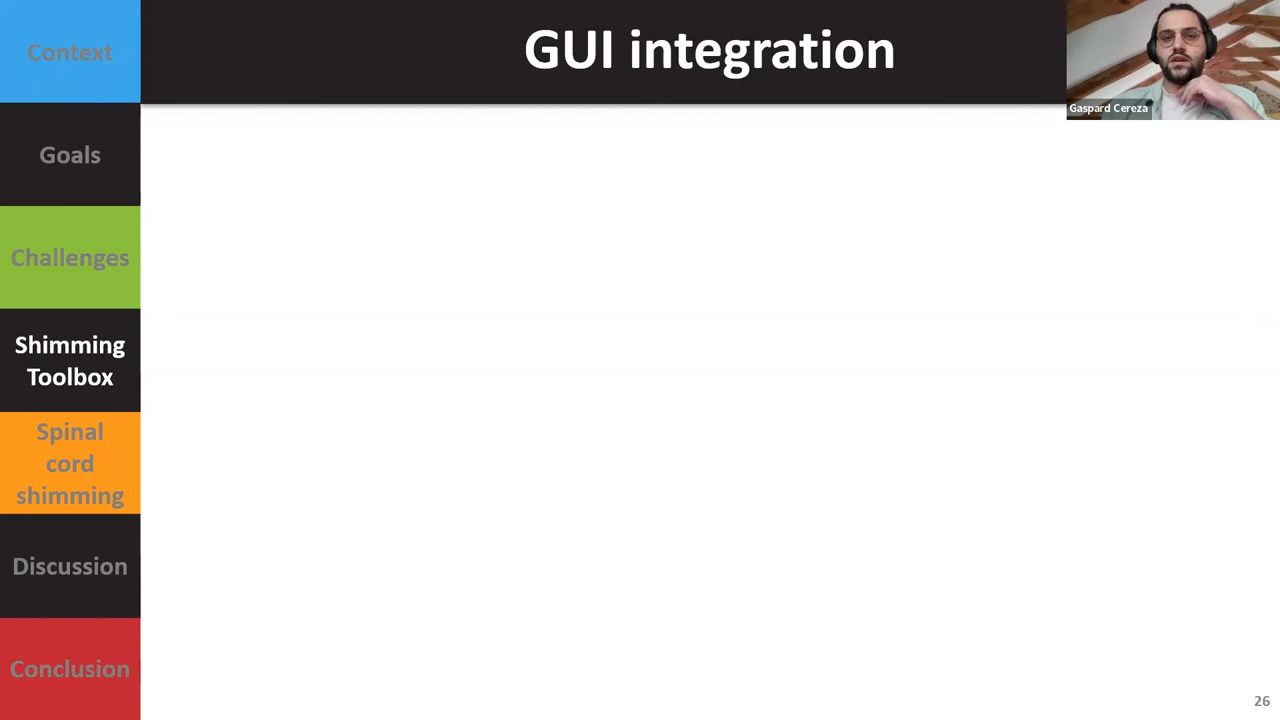 GUI integration
Gaspard Cereza
Context
Goals
Challenges
Shimming
Toolbox
Spinal
cord
shimming
Discussion
Conclusion
26